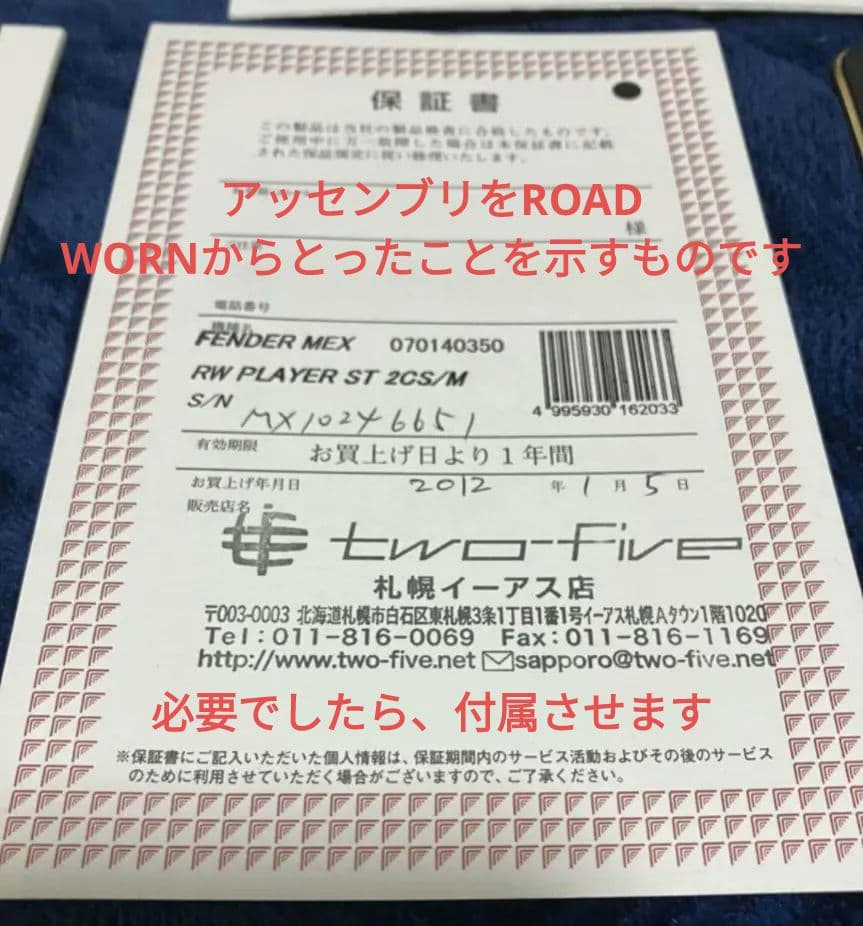 保証書
この製品は当社の製品検査に合格したものです。
ご使用中に万一故障した場合は本保証書に記載
された保証規定に従い修理いたします。
アッセンブリをROAD
様
WORNからとったことを示すものです
電話番号
機種名
FENDER MEX 070140350
RW PLAYER ST 2CS/M
S/N MX10246651
4 995930 162033
有効期限 お買上げ日より1年間
お買上げ年月日 2012 年 1 月 5 日
販売店名
two-five
札幌イーアス店
〒003-0003 北海道札幌市白石区東札幌3条1丁目1番1号イーアス札幌Aタウン1階1020
Tel:011-816-0069 Fax:011-816-1169
http://www.two-five.net sapporo@two-five.net
必要でしたら、付属させます
※保証書にご記入いただいた個人情報は、保証期間内のサービス活動およびその後のサービス
のために利用させていただく場合がございますので、ご了承ください。